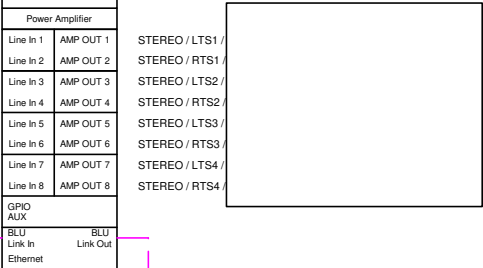 Power Amplifier
Line In 1 AMP OUT 1 STEREO / LTS1 /
Line In 2 AMP OUT 2 STEREO / RTS1 /
Line In 3 AMP OUT 3 STEREO / LTS2 /
Line In 4 AMP OUT 4 STEREO / RTS2 /
Line In 5 AMP OUT 5 STEREO / LTS3 /
Line In 6 AMP OUT 6 STEREO / RTS3 /
Line In 7 AMP OUT 7 STEREO / LTS4 /
Line In 8 AMP OUT 8 STEREO / RTS4 /
GPIO
AUX
BLU BLU
Link In Link Out
Ethernet